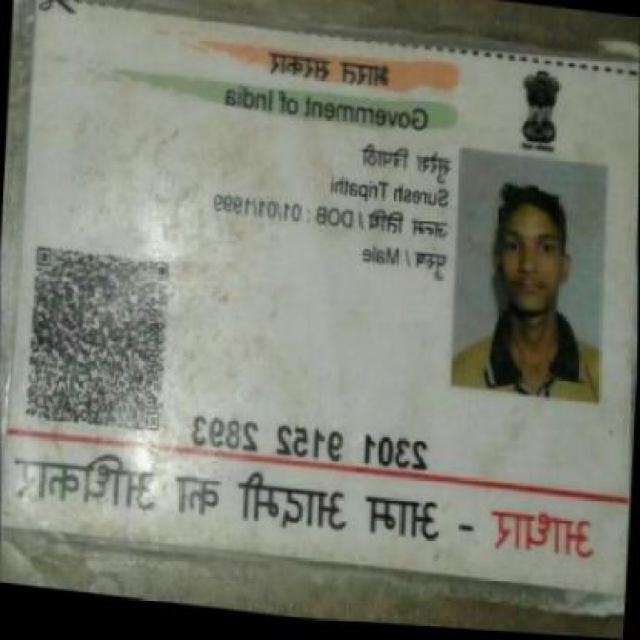 भारत सरकार
Government of India
सुरेश त्रिपाठी
Suresh Tripathi
जन्म तिथि / DOB : 01/01/1999
पुरुष / Male
2301 9152 2893
आधार - आम आदमी का अधिकार